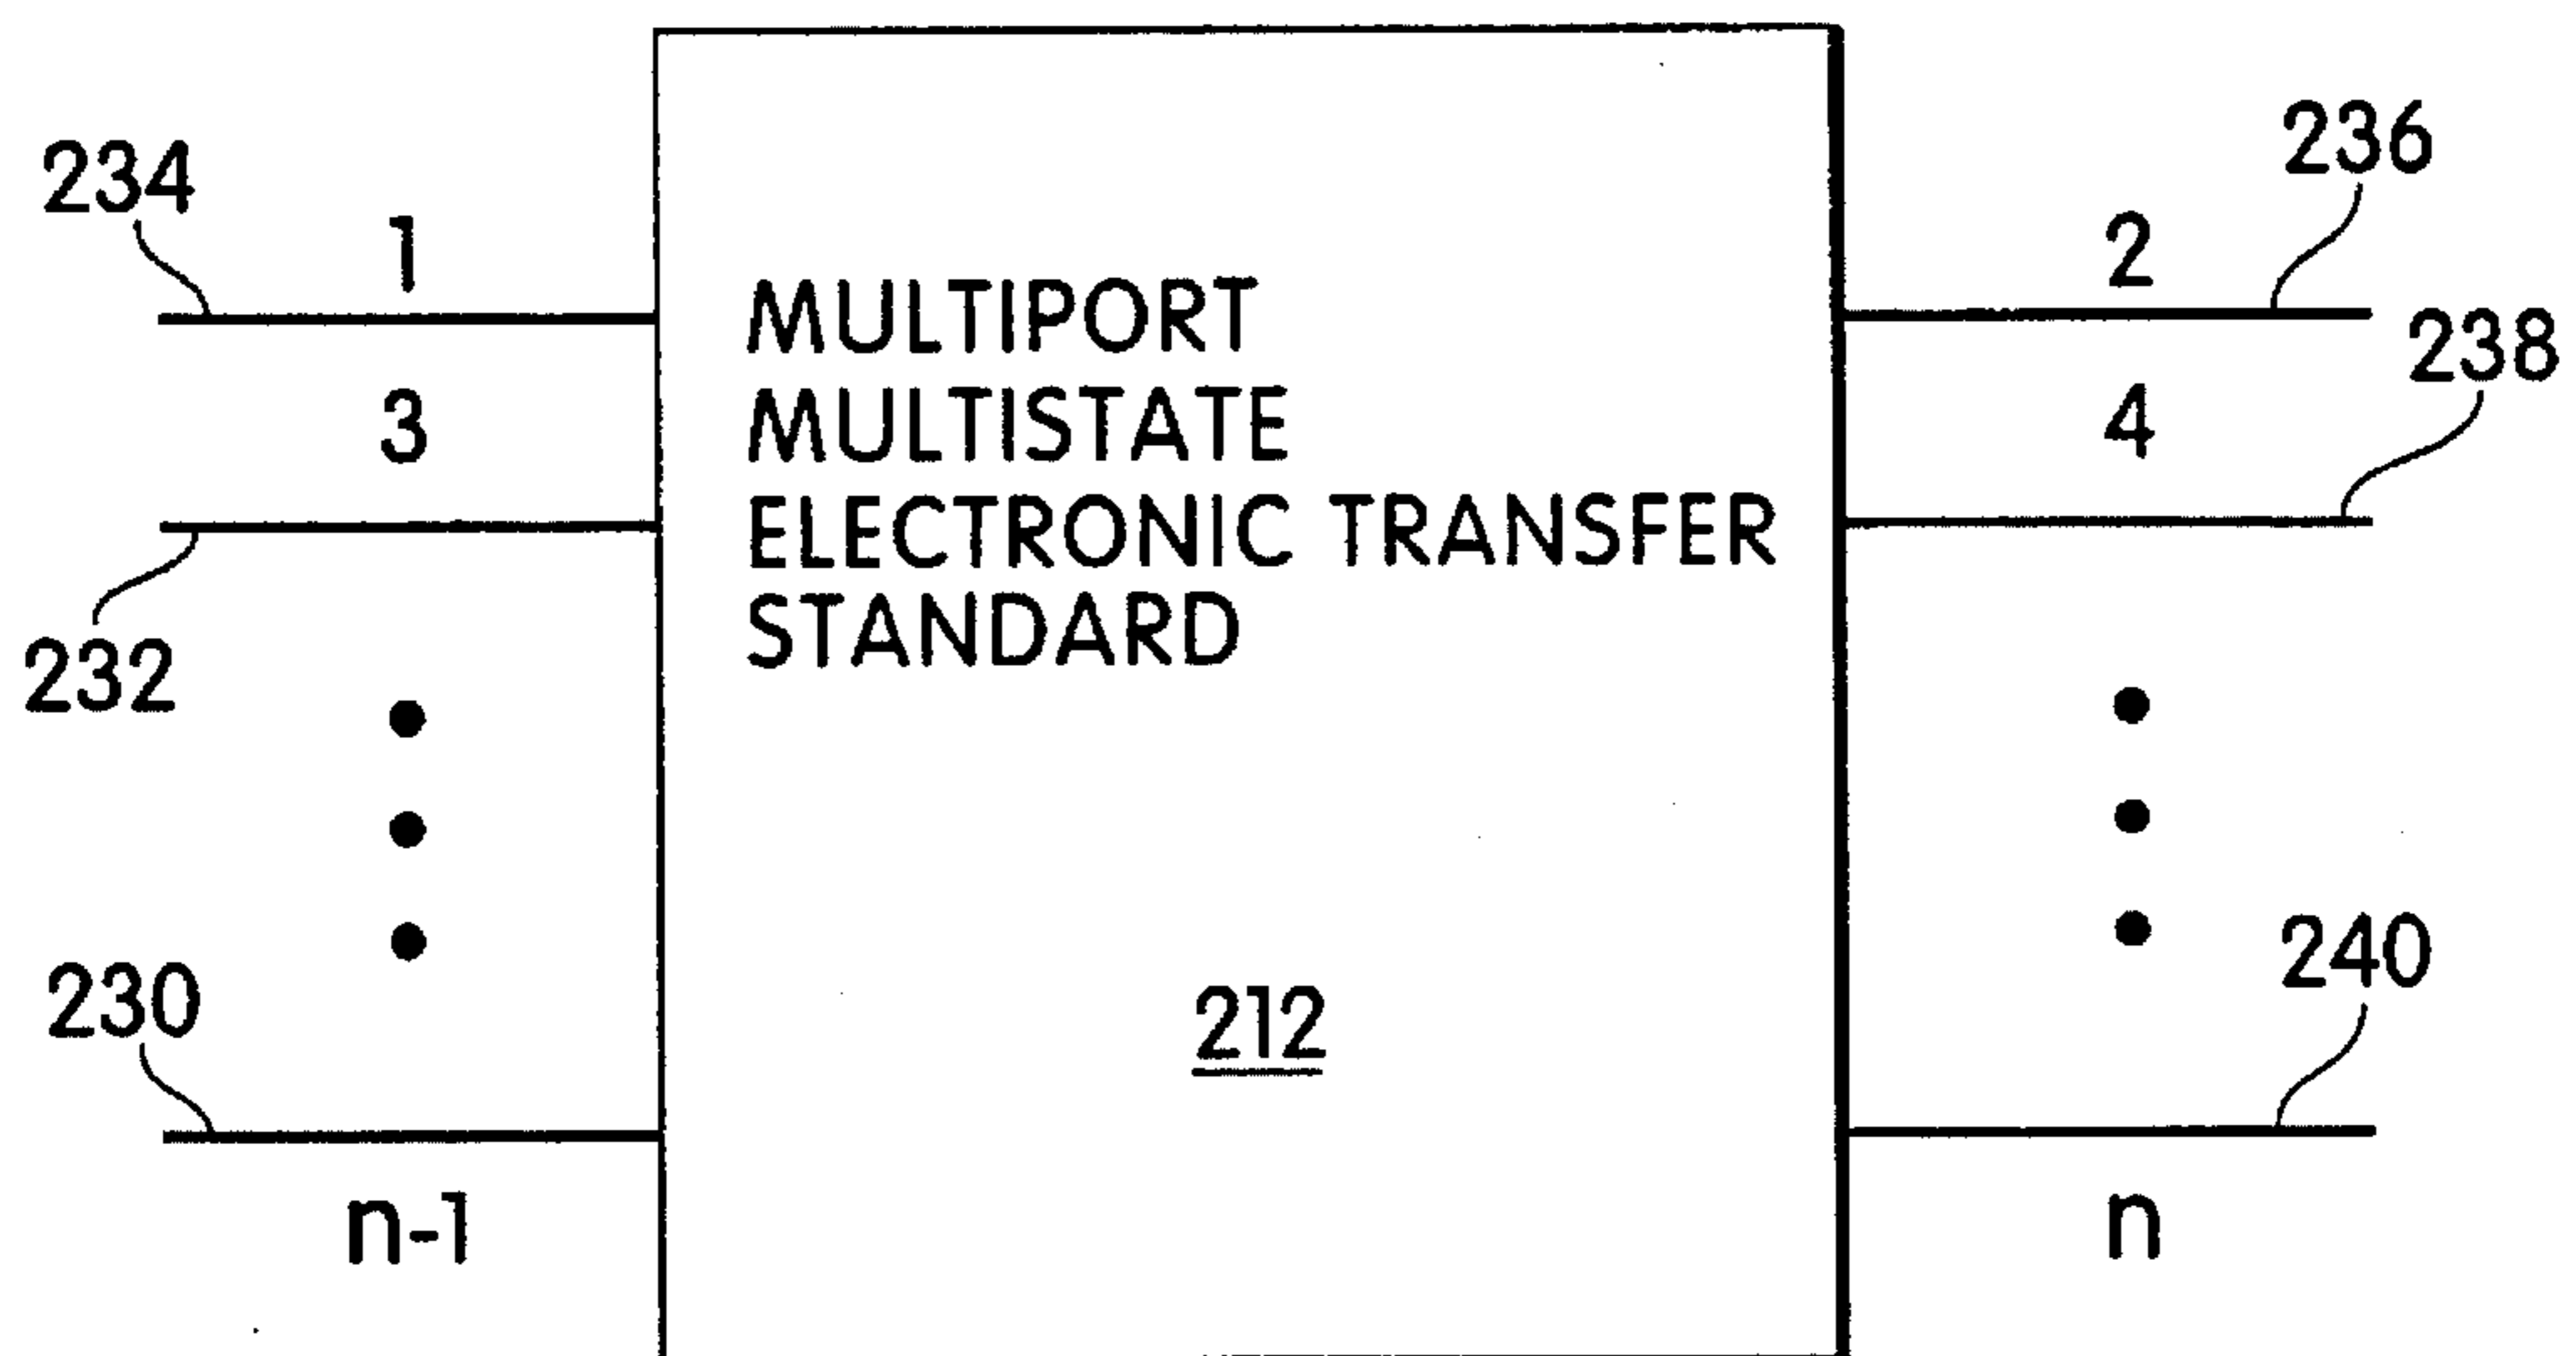 236
234
1
2
MULTIPORT
238
3
MULTISTATE
4
ELECTRONIC TRANSFER
STANDARD
232
240
230
212
n-1
n